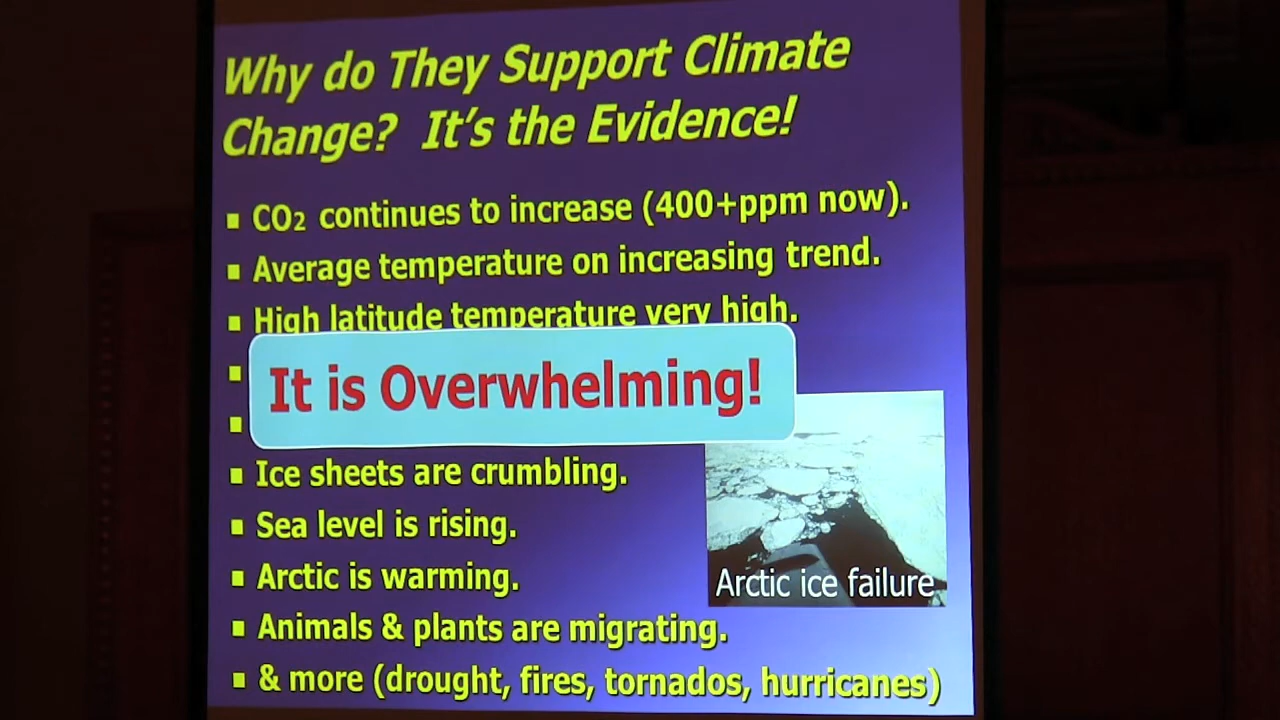 Why do They Support Climate
Change? It's the Evidence!
▪ CO₂ continues to increase (400+ppm now).
▪ Average temperature on increasing trend.
▪ High latitude temperature very high.
▪
It is Overwhelming!
▪
▪ Ice sheets are crumbling.
▪ Sea level is rising.
▪ Arctic is warming.
Arctic ice failure
▪ Animals & plants are migrating.
▪ & more (drought, fires, tornados, hurricanes)